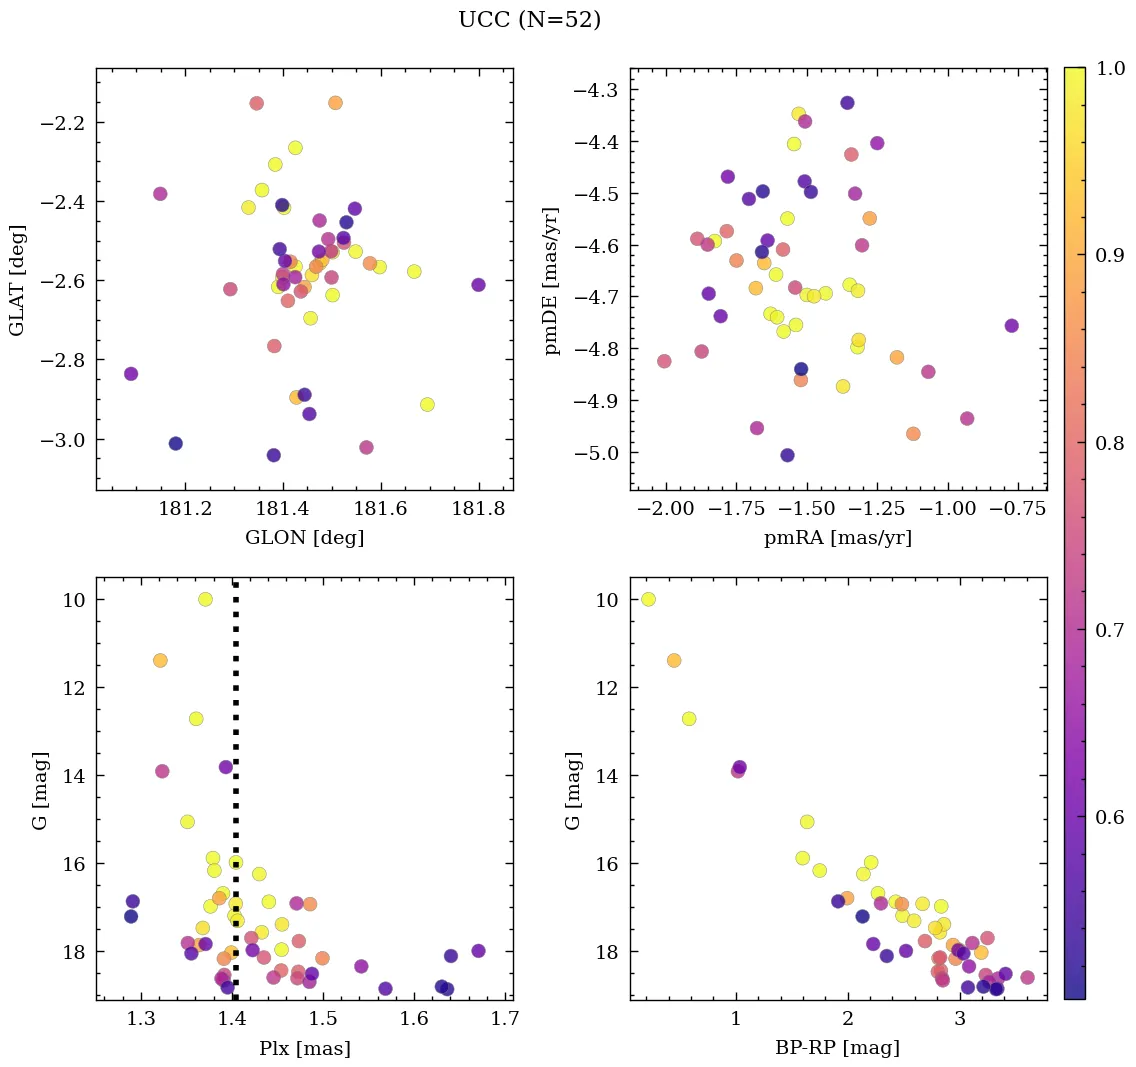 UCC (N=52)
−2.2
−2.4
−2.6
−2.8
−3.0
GLAT [deg]
181.2 181.4 181.6 181.8
GLON [deg]
−4.3
−4.4
−4.5
−4.6
−4.7
−4.8
−4.9
−5.0
pmDE [mas/yr]
−2.00 −1.75 −1.50 −1.25 −1.00 −0.75
pmRA [mas/yr]
10
12
14
16
18
G [mag]
1.3 1.4 1.5 1.6 1.7
Plx [mas]
10
12
14
16
18
G [mag]
1 2 3
BP-RP [mag]
1.0
0.9
0.8
0.7
0.6